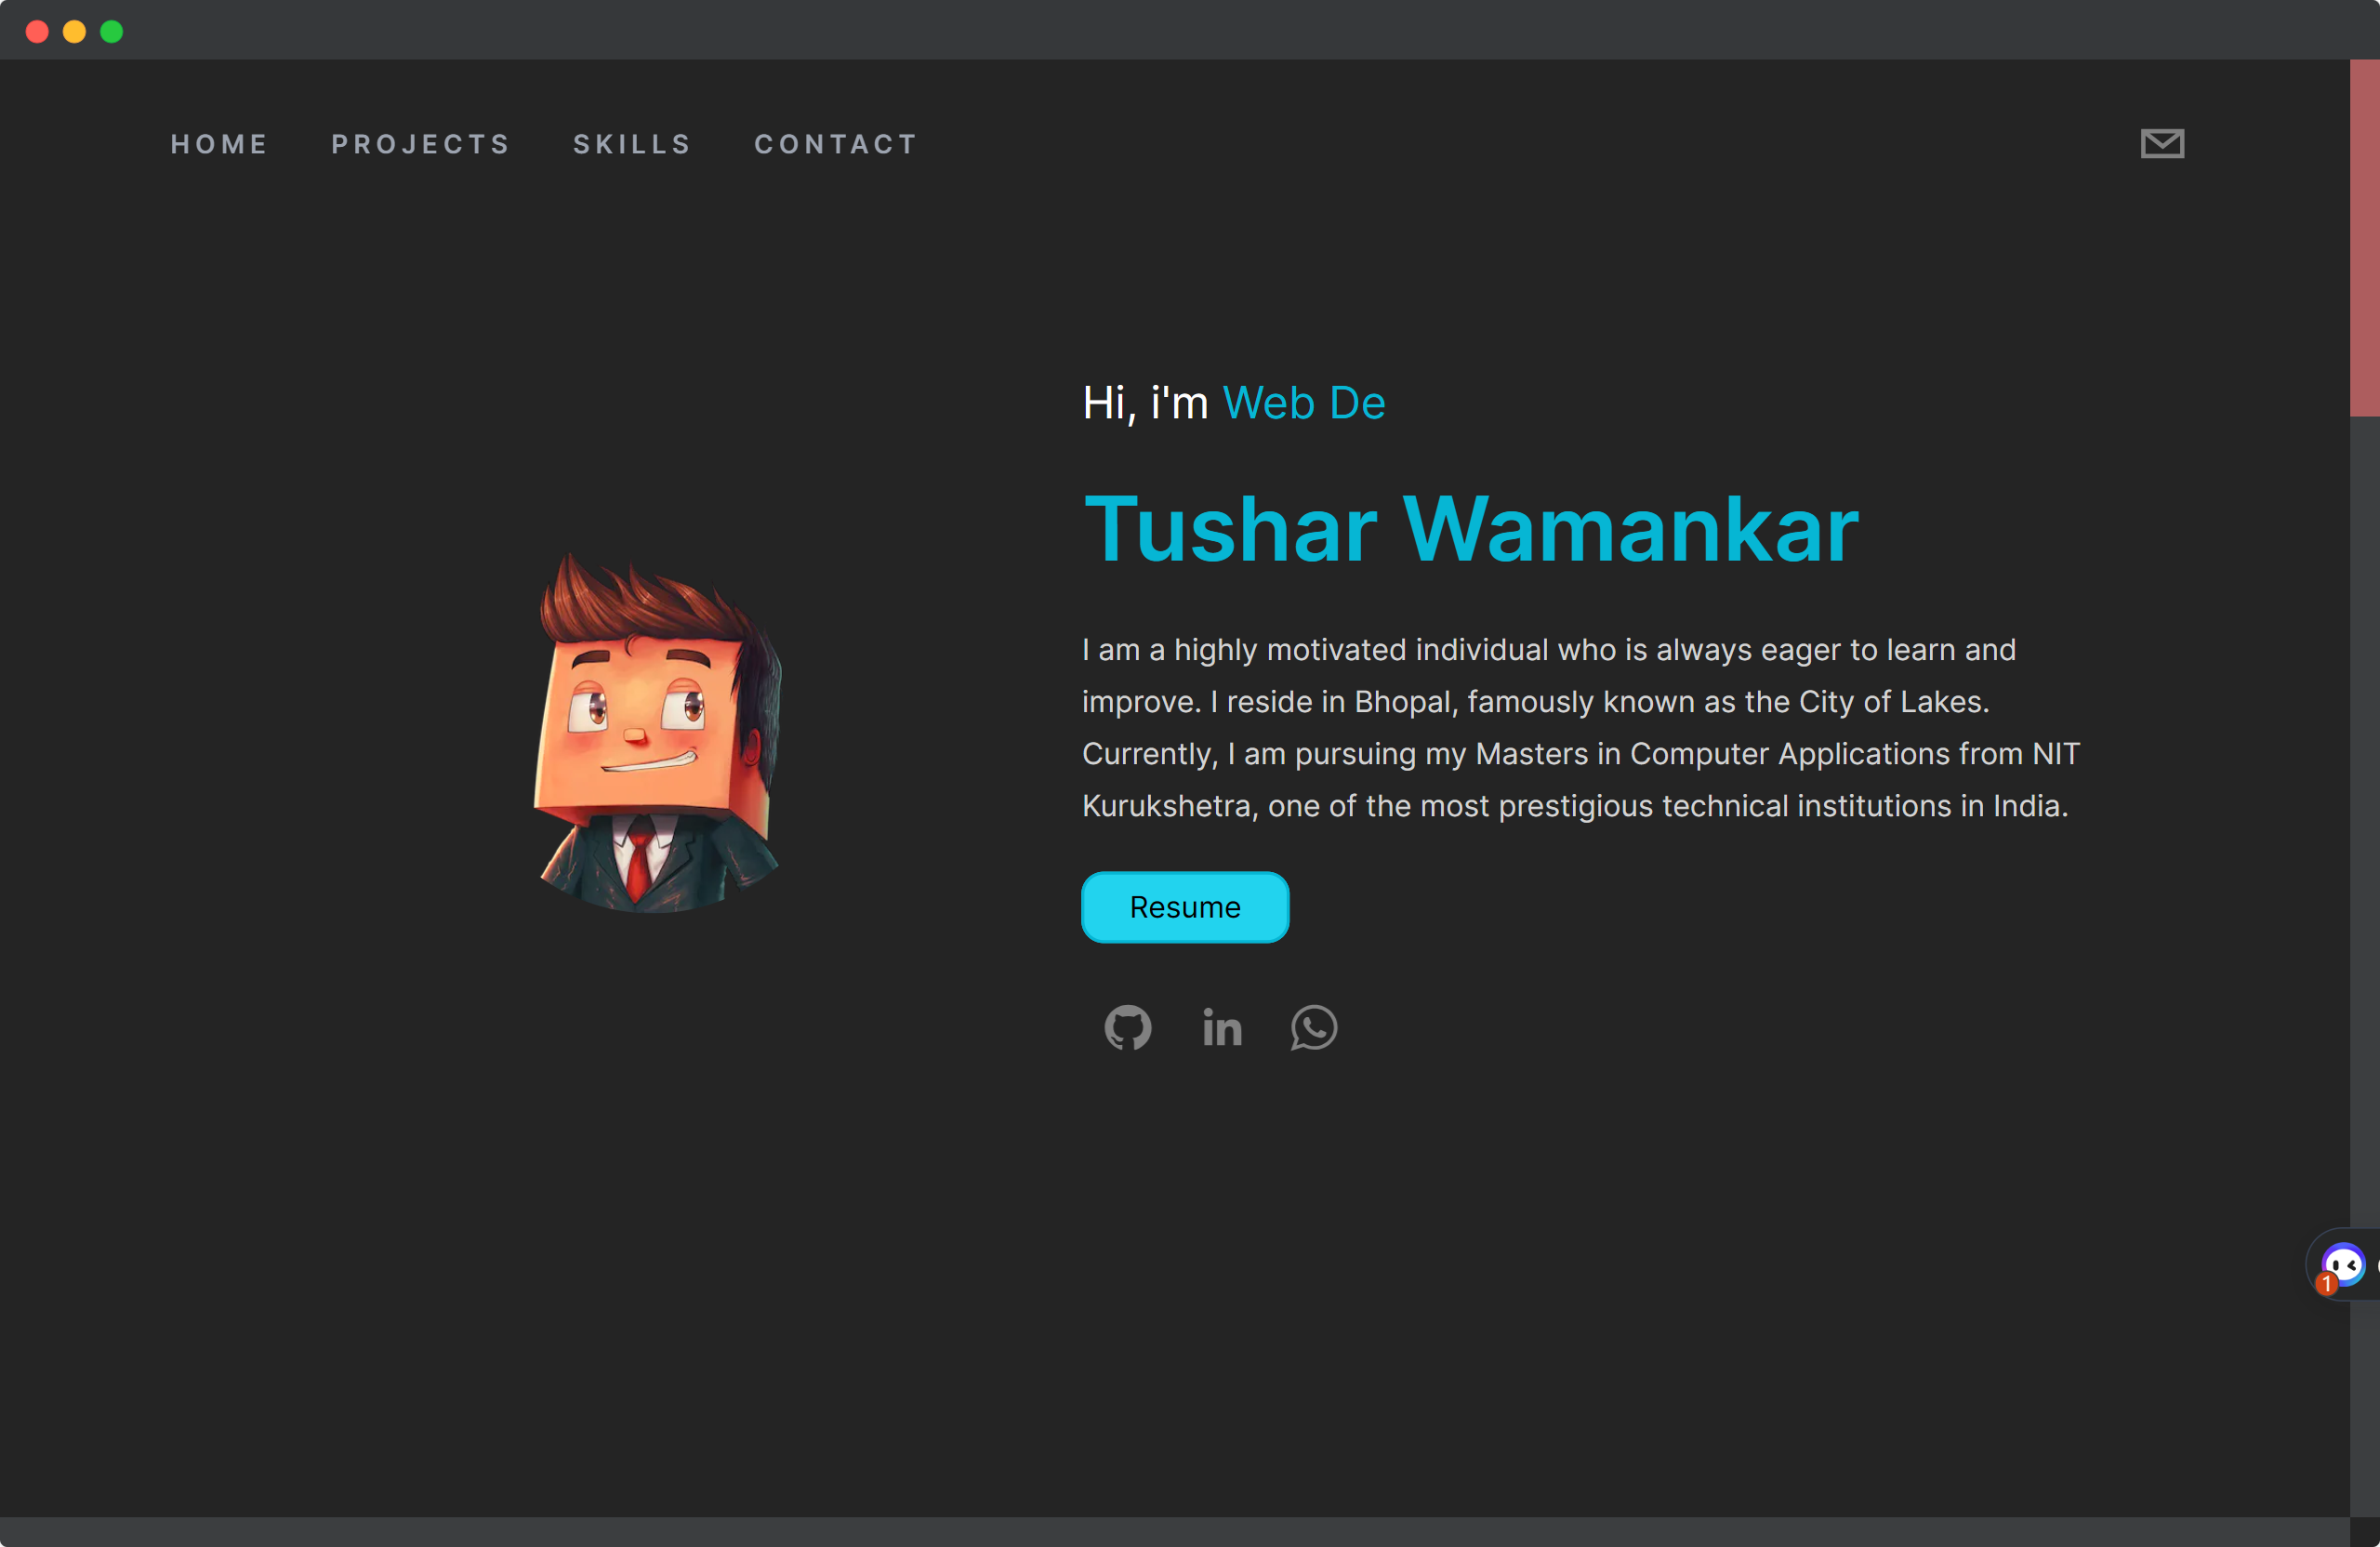 HOME PROJECTS SKILLS CONTACT
Hi, i'm Web De
Tushar Wamankar
I am a highly motivated individual who is always eager to learn and
improve. I reside in Bhopal, famously known as the City of Lakes.
Currently, I am pursuing my Masters in Computer Applications from NIT
Kurukshetra, one of the most prestigious technical institutions in India.
Resume
in
1